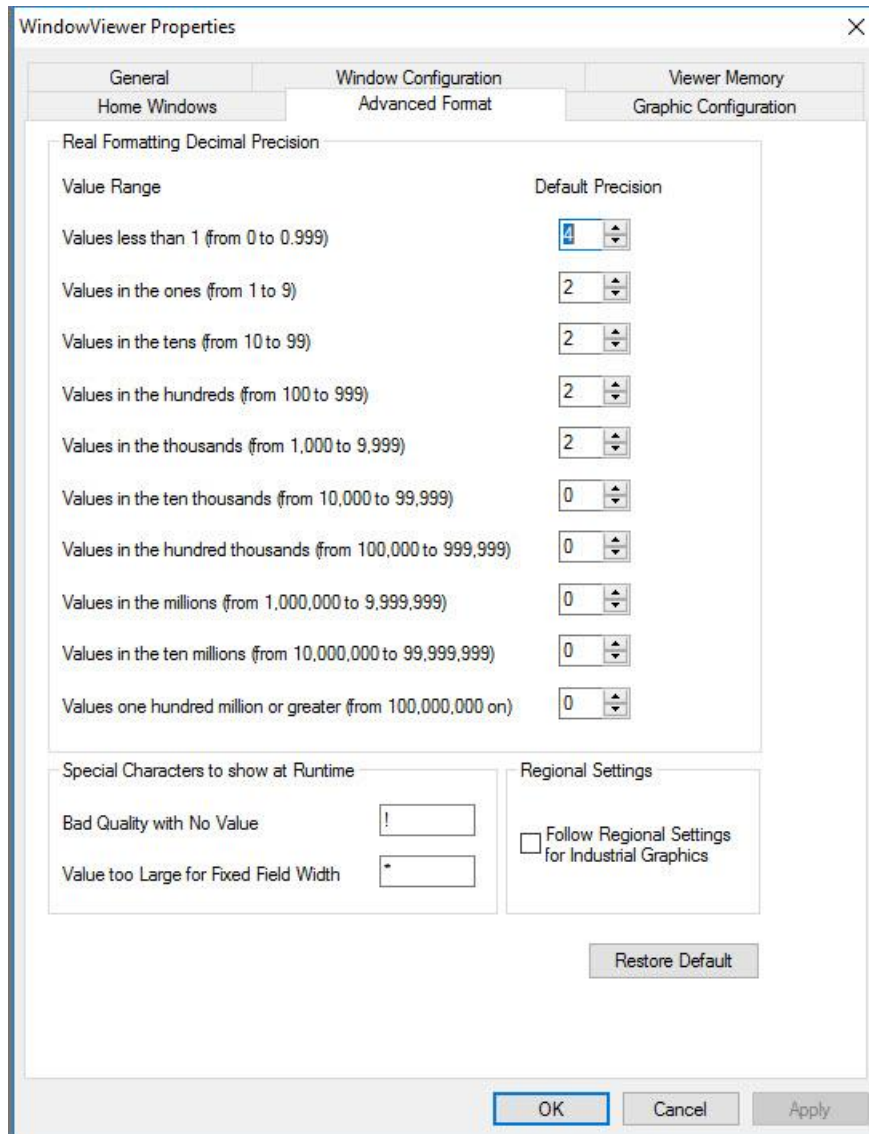 WindowViewer Properties
General Window Configuration Viewer Memory
Home Windows Advanced Format Graphic Configuration
Real Formatting Decimal Precision
Value Range Default Precision
Values less than 1 (from 0 to 0.999) 4
Values in the ones (from 1 to 9) 2
Values in the tens (from 10 to 99) 2
Values in the hundreds (from 100 to 999) 2
Values in the thousands (from 1,000 to 9,999) 2
Values in the ten thousands (from 10,000 to 99,999) 0
Values in the hundred thousands (from 100,000 to 999,999) 0
Values in the millions (from 1,000,000 to 9,999,999) 0
Values in the ten millions (from 10,000,000 to 99,999,999) 0
Values one hundred million or greater (from 100,000,000 on) 0
Special Characters to show at Runtime
Bad Quality with No Value !
Value too Large for Fixed Field Width *
Regional Settings
Follow Regional Settings
for Industrial Graphics
Restore Default
OK Cancel Apply